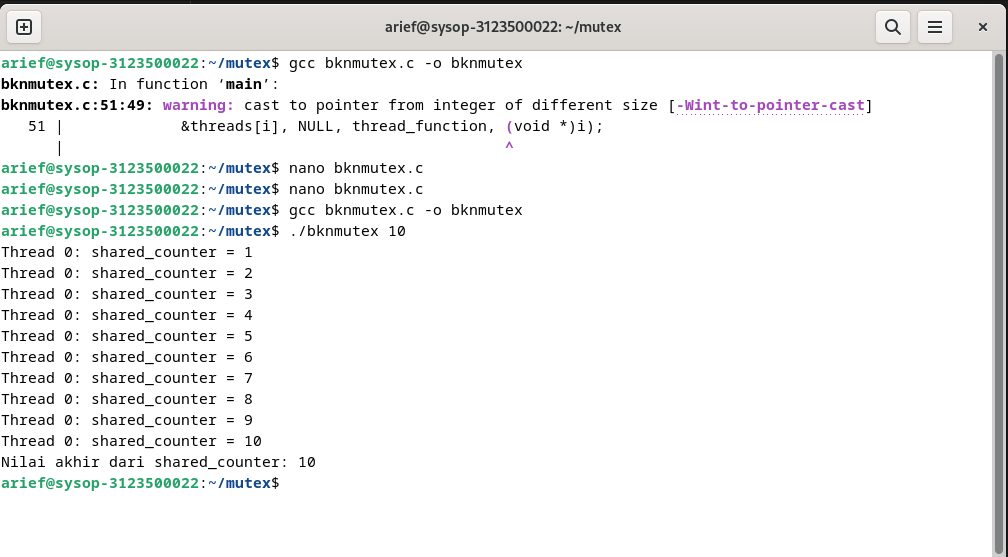 arief@sysop-3123500022: ~/mutex
arief@sysop-3123500022:~/mutex$ gcc bknmutex.c -o bknmutex
bknmutex.c: In function ‘main’:
bknmutex.c:51:49: warning: cast to pointer from integer of different size [-Wint-to-pointer-cast]
   51 |             &threads[i], NULL, thread_function, (void *)i);
      |                                                 ^
arief@sysop-3123500022:~/mutex$ nano bknmutex.c
arief@sysop-3123500022:~/mutex$ nano bknmutex.c
arief@sysop-3123500022:~/mutex$ gcc bknmutex.c -o bknmutex
arief@sysop-3123500022:~/mutex$ ./bknmutex 10
Thread 0: shared_counter = 1
Thread 0: shared_counter = 2
Thread 0: shared_counter = 3
Thread 0: shared_counter = 4
Thread 0: shared_counter = 5
Thread 0: shared_counter = 6
Thread 0: shared_counter = 7
Thread 0: shared_counter = 8
Thread 0: shared_counter = 9
Thread 0: shared_counter = 10
Nilai akhir dari shared_counter: 10
arief@sysop-3123500022:~/mutex$